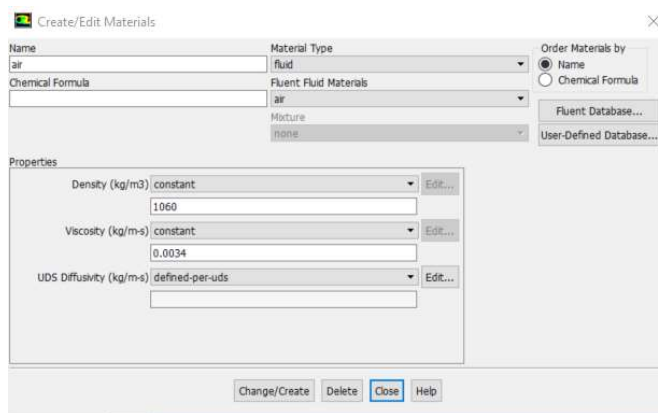 Create/Edit Materials
Name
air
Material Type
fluid
Order Materials by
Name
Chemical Formula
Chemical Formula
Fluent Fluid Materials
air
Mixture
none
Fluent Database...
User-Defined Database...
Properties
Density (kg/m3) constant Edit...
1060
Viscosity (kg/m-s) constant Edit...
0.0034
UDS Diffusivity (kg/m-s) defined-per-uds Edit...
Change/Create Delete Close Help